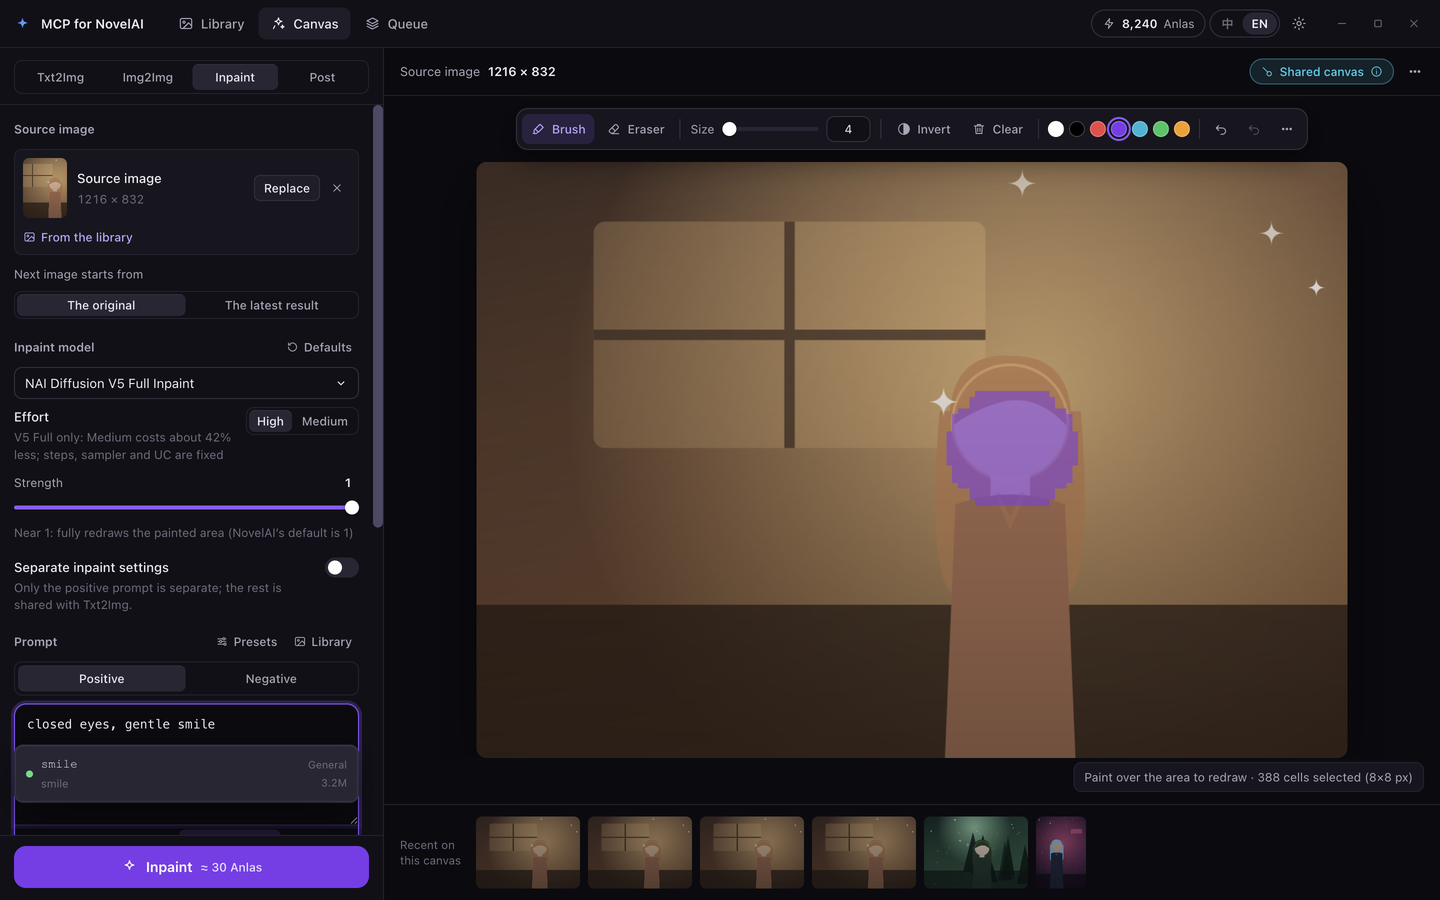 MCP for NovelAI
Library
Canvas
Queue
8,240 Anlas
中
EN
Txt2Img
Img2Img
Inpaint
Post
Source image 1216 × 832
Shared canvas
Source image
Source image
1216 × 832
Replace
From the library
Next image starts from
The original
The latest result
Inpaint model
Defaults
NAI Diffusion V5 Full Inpaint
Effort
High
Medium
V5 Full only: Medium costs about 42%
less; steps, sampler and UC are fixed
Strength
1
Near 1: fully redraws the painted area (NovelAI's default is 1)
Separate inpaint settings
Only the positive prompt is separate; the rest is
shared with Txt2Img.
Prompt
Presets
Library
Positive
Negative
closed eyes, gentle smile
smile
General
smile
3.2M
Inpaint ≈ 30 Anlas
Brush
Eraser
Size
4
Invert
Clear
Paint over the area to redraw · 388 cells selected (8×8 px)
Recent on
this canvas